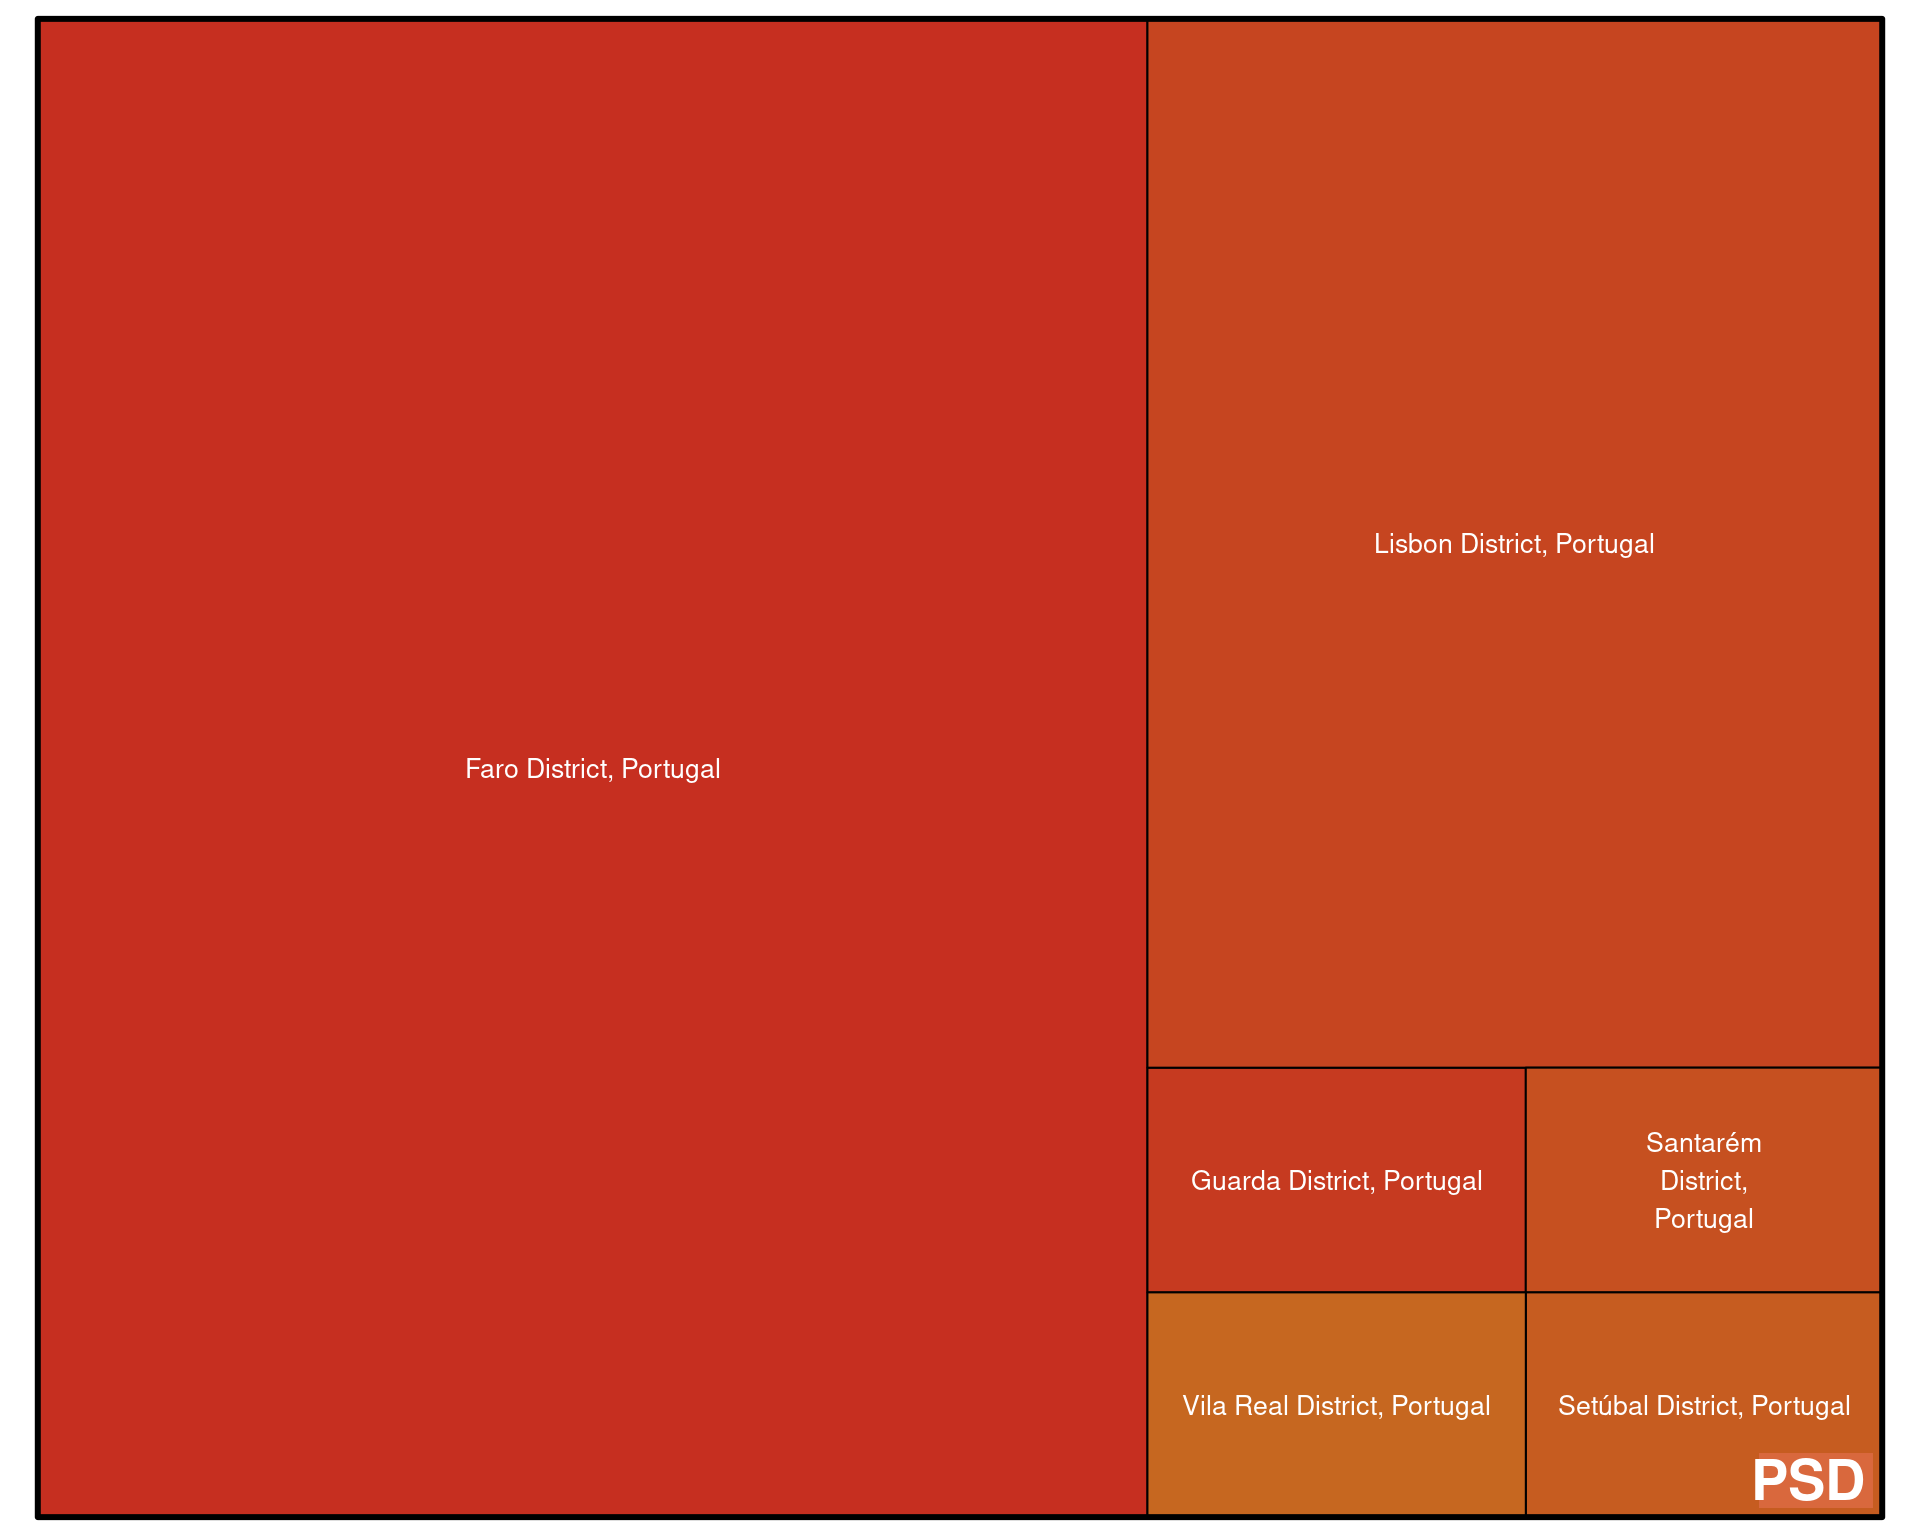 Lisbon District, Portugal
Faro District, Portugal
Guarda District, Portugal
Santarém
District,
Portugal
Vila Real District, Portugal
Setúbal District, Portugal
PSD